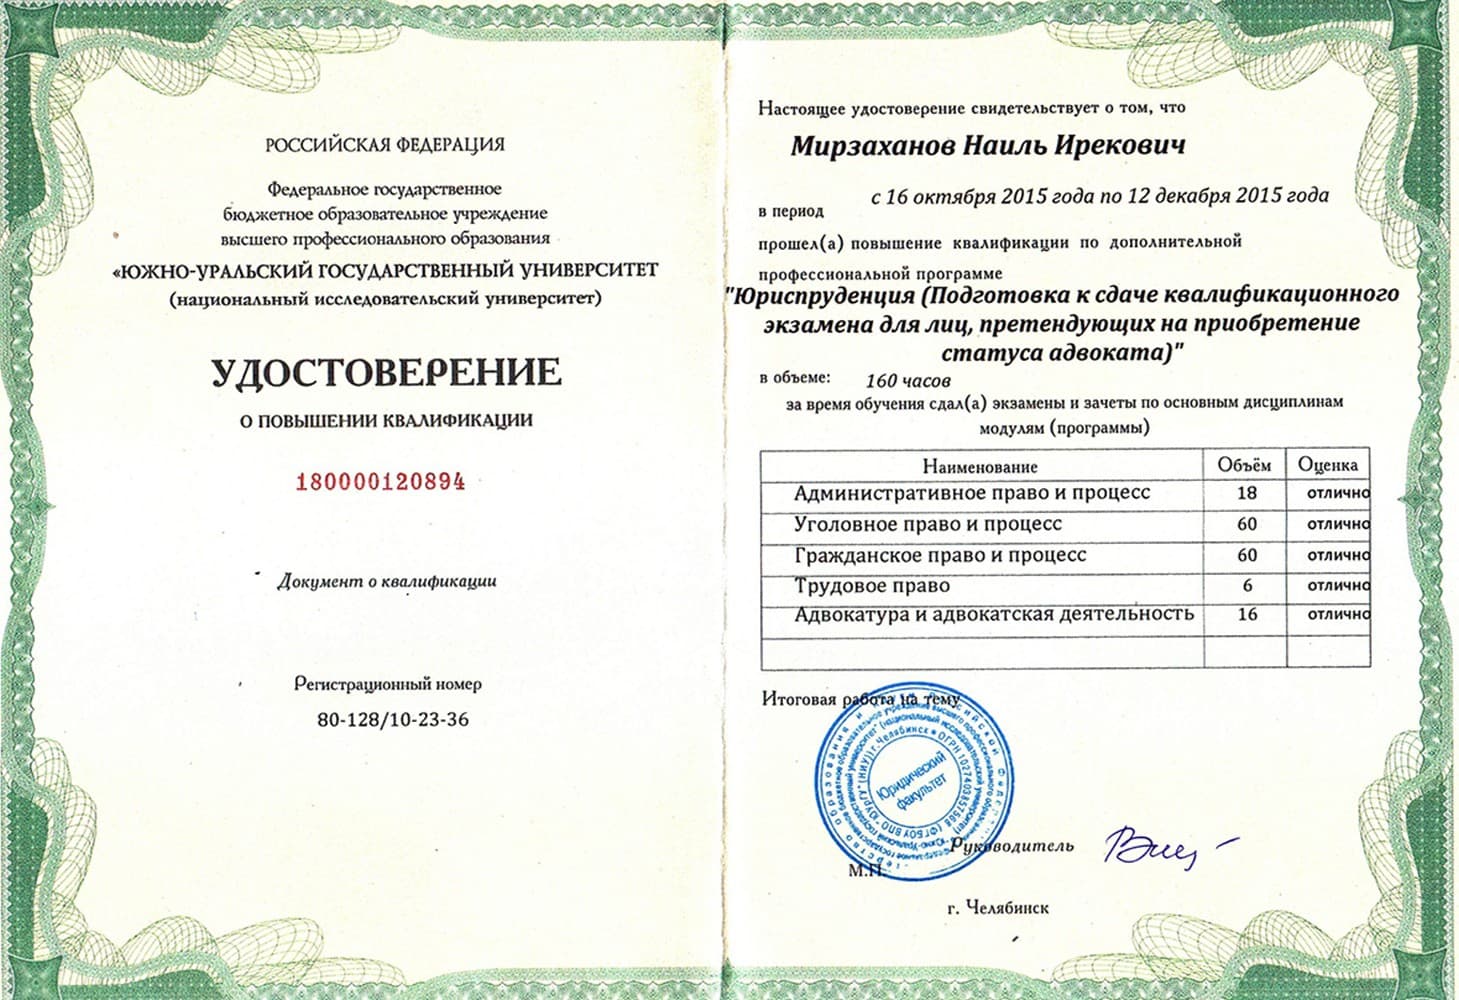 РОССИЙСКАЯ ФЕДЕРАЦИЯ
Федеральное государственное
бюджетное образовательное учреждение
высшего профессионального образования
«ЮЖНО-УРАЛЬСКИЙ ГОСУДАРСТВЕННЫЙ УНИВЕРСИТЕТ
(национальный исследовательский университет)
УДОСТОВЕРЕНИЕ
О ПОВЫШЕНИИ КВАЛИФИКАЦИИ
180000120894
Документ о квалификации
Регистрационный номер
80-128/10-23-36
Настоящее удостоверение свидетельствует о том, что
Мирзаханов Наиль Ирекович
с 16 октября 2015 года по 12 декабря 2015 года
в период
прошел(а) повышение квалификации по дополнительной
профессиональной программе
"Юриспруденция (Подготовка к сдаче квалификационного
экзамена для лиц, претендующих на приобретение
статуса адвоката)"
в объеме: 160 часов
за время обучения сдал(а) экзамены и зачеты по основным дисциплинам
модулям (программы)
Наименование Объём Оценка
Административное право и процесс 18 отлично
Уголовное право и процесс 60 отлично
Гражданское право и процесс 60 отлично
Трудовое право 6 отлично
Адвокатура и адвокатская деятельность 16 отлично
Итоговая работа на тему
Юридический
факультет
Руководитель
М.П.
г. Челябинск